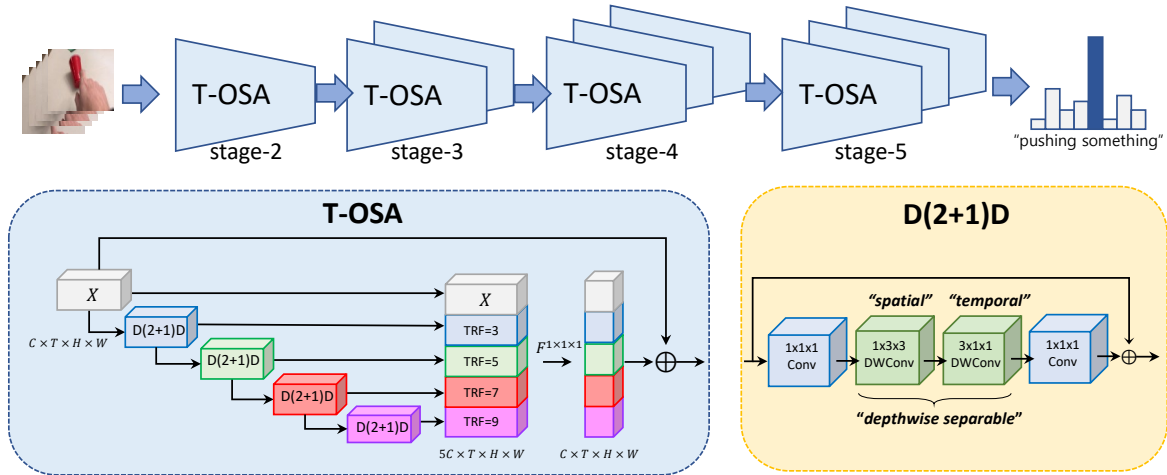 T-OSA
T-OSA
T-OSA
T-OSA
stage-2
stage-3
stage-4
stage-5
"pushing something"
T-OSA
X
C × T × H × W
D(2+1)D
D(2+1)D
D(2+1)D
D(2+1)D
X
TRF=3
TRF=5
TRF=7
TRF=9
5C × T × H × W
F^{1×1×1}
C × T × H × W
D(2+1)D
"spatial"
"temporal"
1x1x1
Conv
1x3x3
DWConv
3x1x1
DWConv
1x1x1
Conv
"depthwise separable"